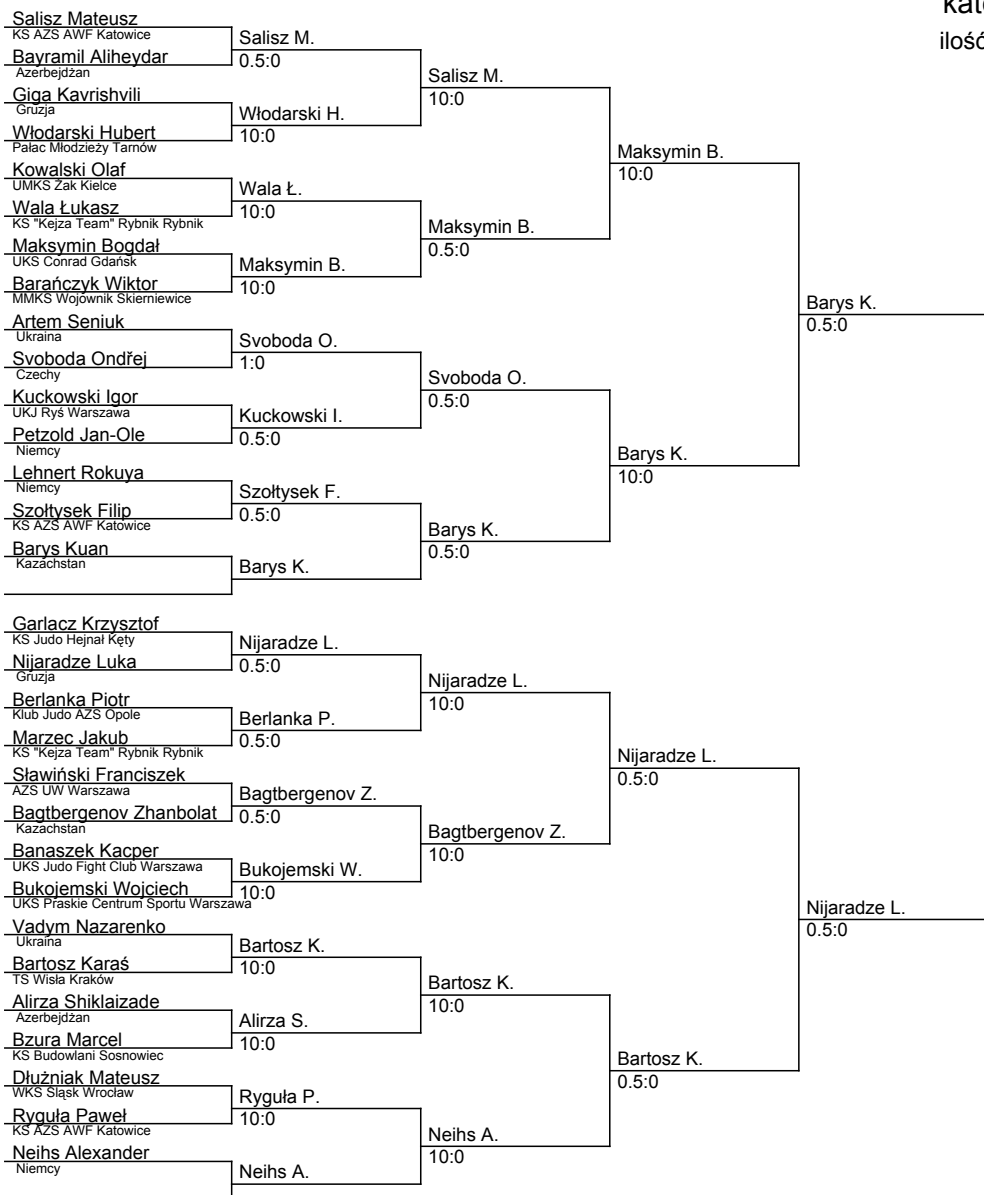 kat
ilość
Salisz Mateusz
KS AZS AWF Katowice
Bayramil Aliheydar
Azerbejdżan
Giga Kavrishvili
Gruzja
Włodarski Hubert
Pałac Młodzieży Tarnów
Kowalski Olaf
UMKS Żak Kielce
Wala Łukasz
KS "Kejza Team" Rybnik Rybnik
Maksymin Bogdał
UKS Conrad Gdańsk
Barańczyk Wiktor
MMKS Wojównik Skierniewice
Artem Seniuk
Ukraina
Svoboda Ondřej
Czechy
Kuckowski Igor
UKJ Ryś Warszawa
Petzold Jan-Ole
Niemcy
Lehnert Rokuya
Niemcy
Szołtysek Filip
KS AZS AWF Katowice
Barys Kuan
Kazachstan
Salisz M.
0.5:0
Włodarski H.
10:0
Wala Ł.
10:0
Maksymin B.
10:0
Svoboda O.
1:0
Kuckowski I.
0.5:0
Szołtysek F.
0.5:0
Barys K.
Salisz M.
10:0
Maksymin B.
0.5:0
Svoboda O.
0.5:0
Barys K.
0.5:0
Maksymin B.
10:0
Barys K.
10:0
Barys K.
0.5:0
Garlacz Krzysztof
KS Judo Hejnał Kęty
Nijaradze Luka
Gruzja
Berlanka Piotr
Klub Judo AZS Opole
Marzec Jakub
KS "Kejza Team" Rybnik Rybnik
Sławiński Franciszek
AZS UW Warszawa
Bagtbergenov Zhanbolat
Kazachstan
Banaszek Kacper
UKS Judo Fight Club Warszawa
Bukojemski Wojciech
UKS Praskie Centrum Sportu Warszawa
Vadym Nazarenko
Ukraina
Bartosz Karaś
TS Wisła Kraków
Alirza Shiklaizade
Azerbejdżan
Bzura Marcel
KS Budowlani Sosnowiec
Dłużniak Mateusz
WKS Śląsk Wrocław
Ryguła Paweł
KS AZS AWF Katowice
Neihs Alexander
Niemcy
Nijaradze L.
0.5:0
Berlanka P.
0.5:0
Bagtbergenov Z.
0.5:0
Bukojemski W.
10:0
Bartosz K.
10:0
Alirza S.
10:0
Ryguła P.
10:0
Neihs A.
Nijaradze L.
10:0
Bagtbergenov Z.
10:0
Bartosz K.
10:0
Neihs A.
10:0
Nijaradze L.
0.5:0
Bartosz K.
0.5:0
Nijaradze L.
0.5:0